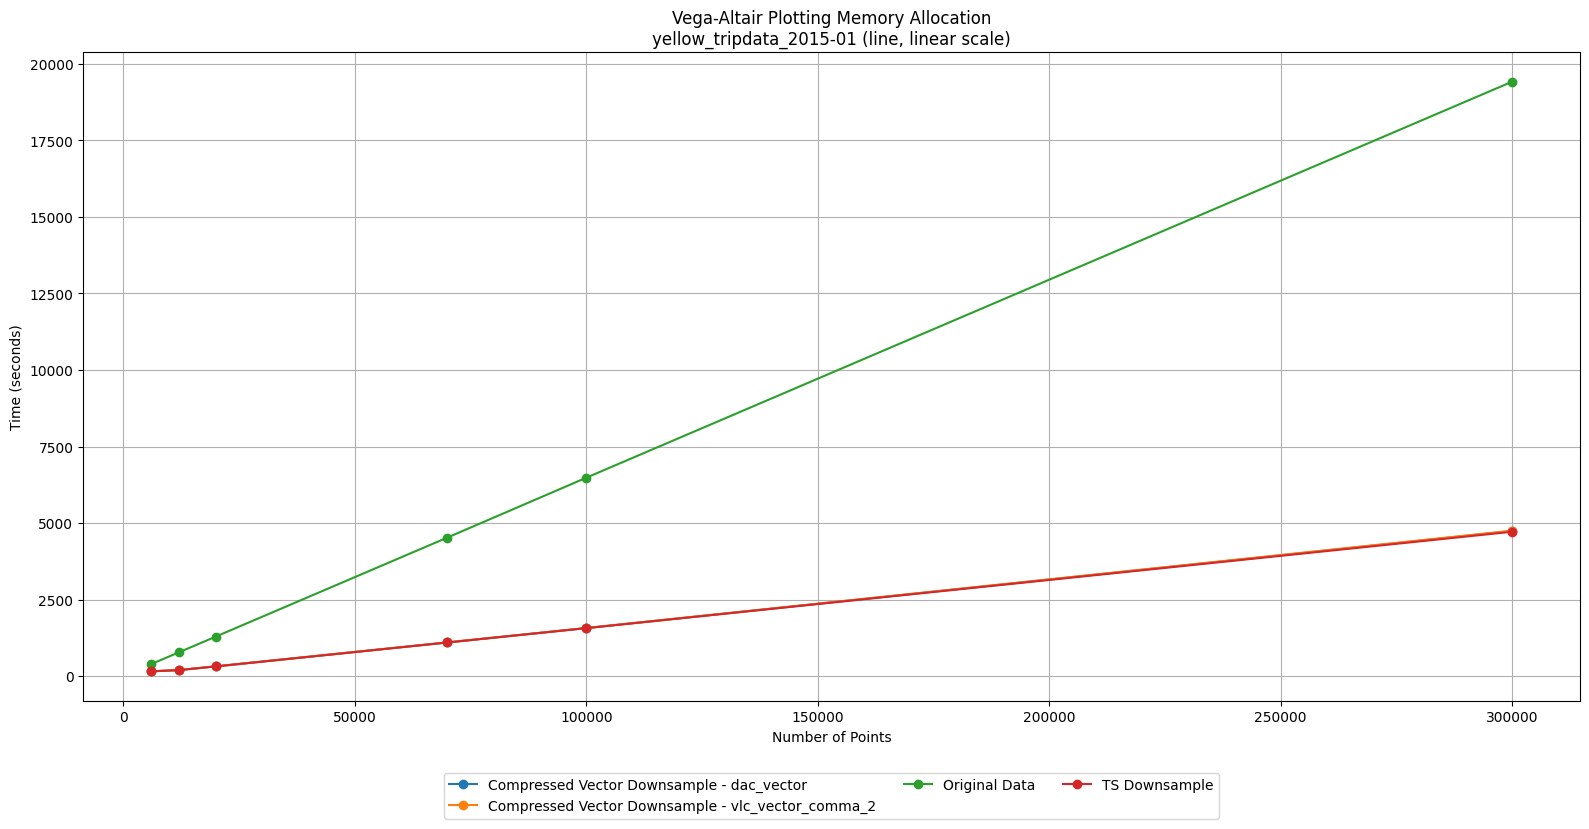 Vega-Altair Plotting Memory Allocation
yellow_tripdata_2015-01 (line, linear scale)
20000
17500
15000
12500
10000
7500
5000
2500
0
Time (seconds)
0 50000 100000 150000 200000 250000 300000
Number of Points
Compressed Vector Downsample - dac_vector Original Data TS Downsample
Compressed Vector Downsample - vlc_vector_comma_2